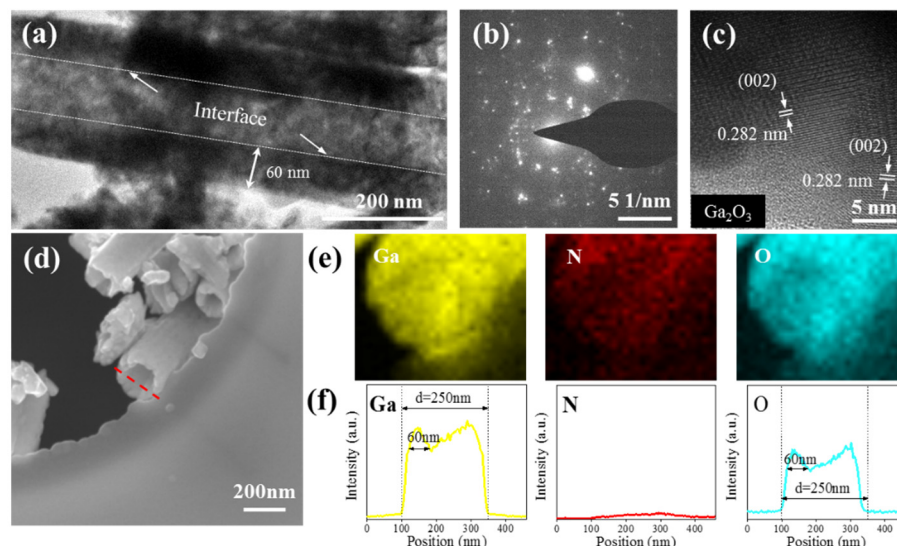 (a)
Interface
60 nm
200 nm
(b)
5 1/nm
(c)
(002)
0.282 nm
(002)
0.282 nm
Ga₂O₃
5 nm
(d)
200nm
(e)
Ga
N
O
(f)
Ga
d=250nm
60nm
Intensity (a.u.)
0 100 200 300 400
Position (nm)
N
Intensity (a.u.)
0 100 200 300 400
Position (nm)
O
60nm
d=250nm
Intensity (a.u.)
0 100 200 300 400
Position (nm)